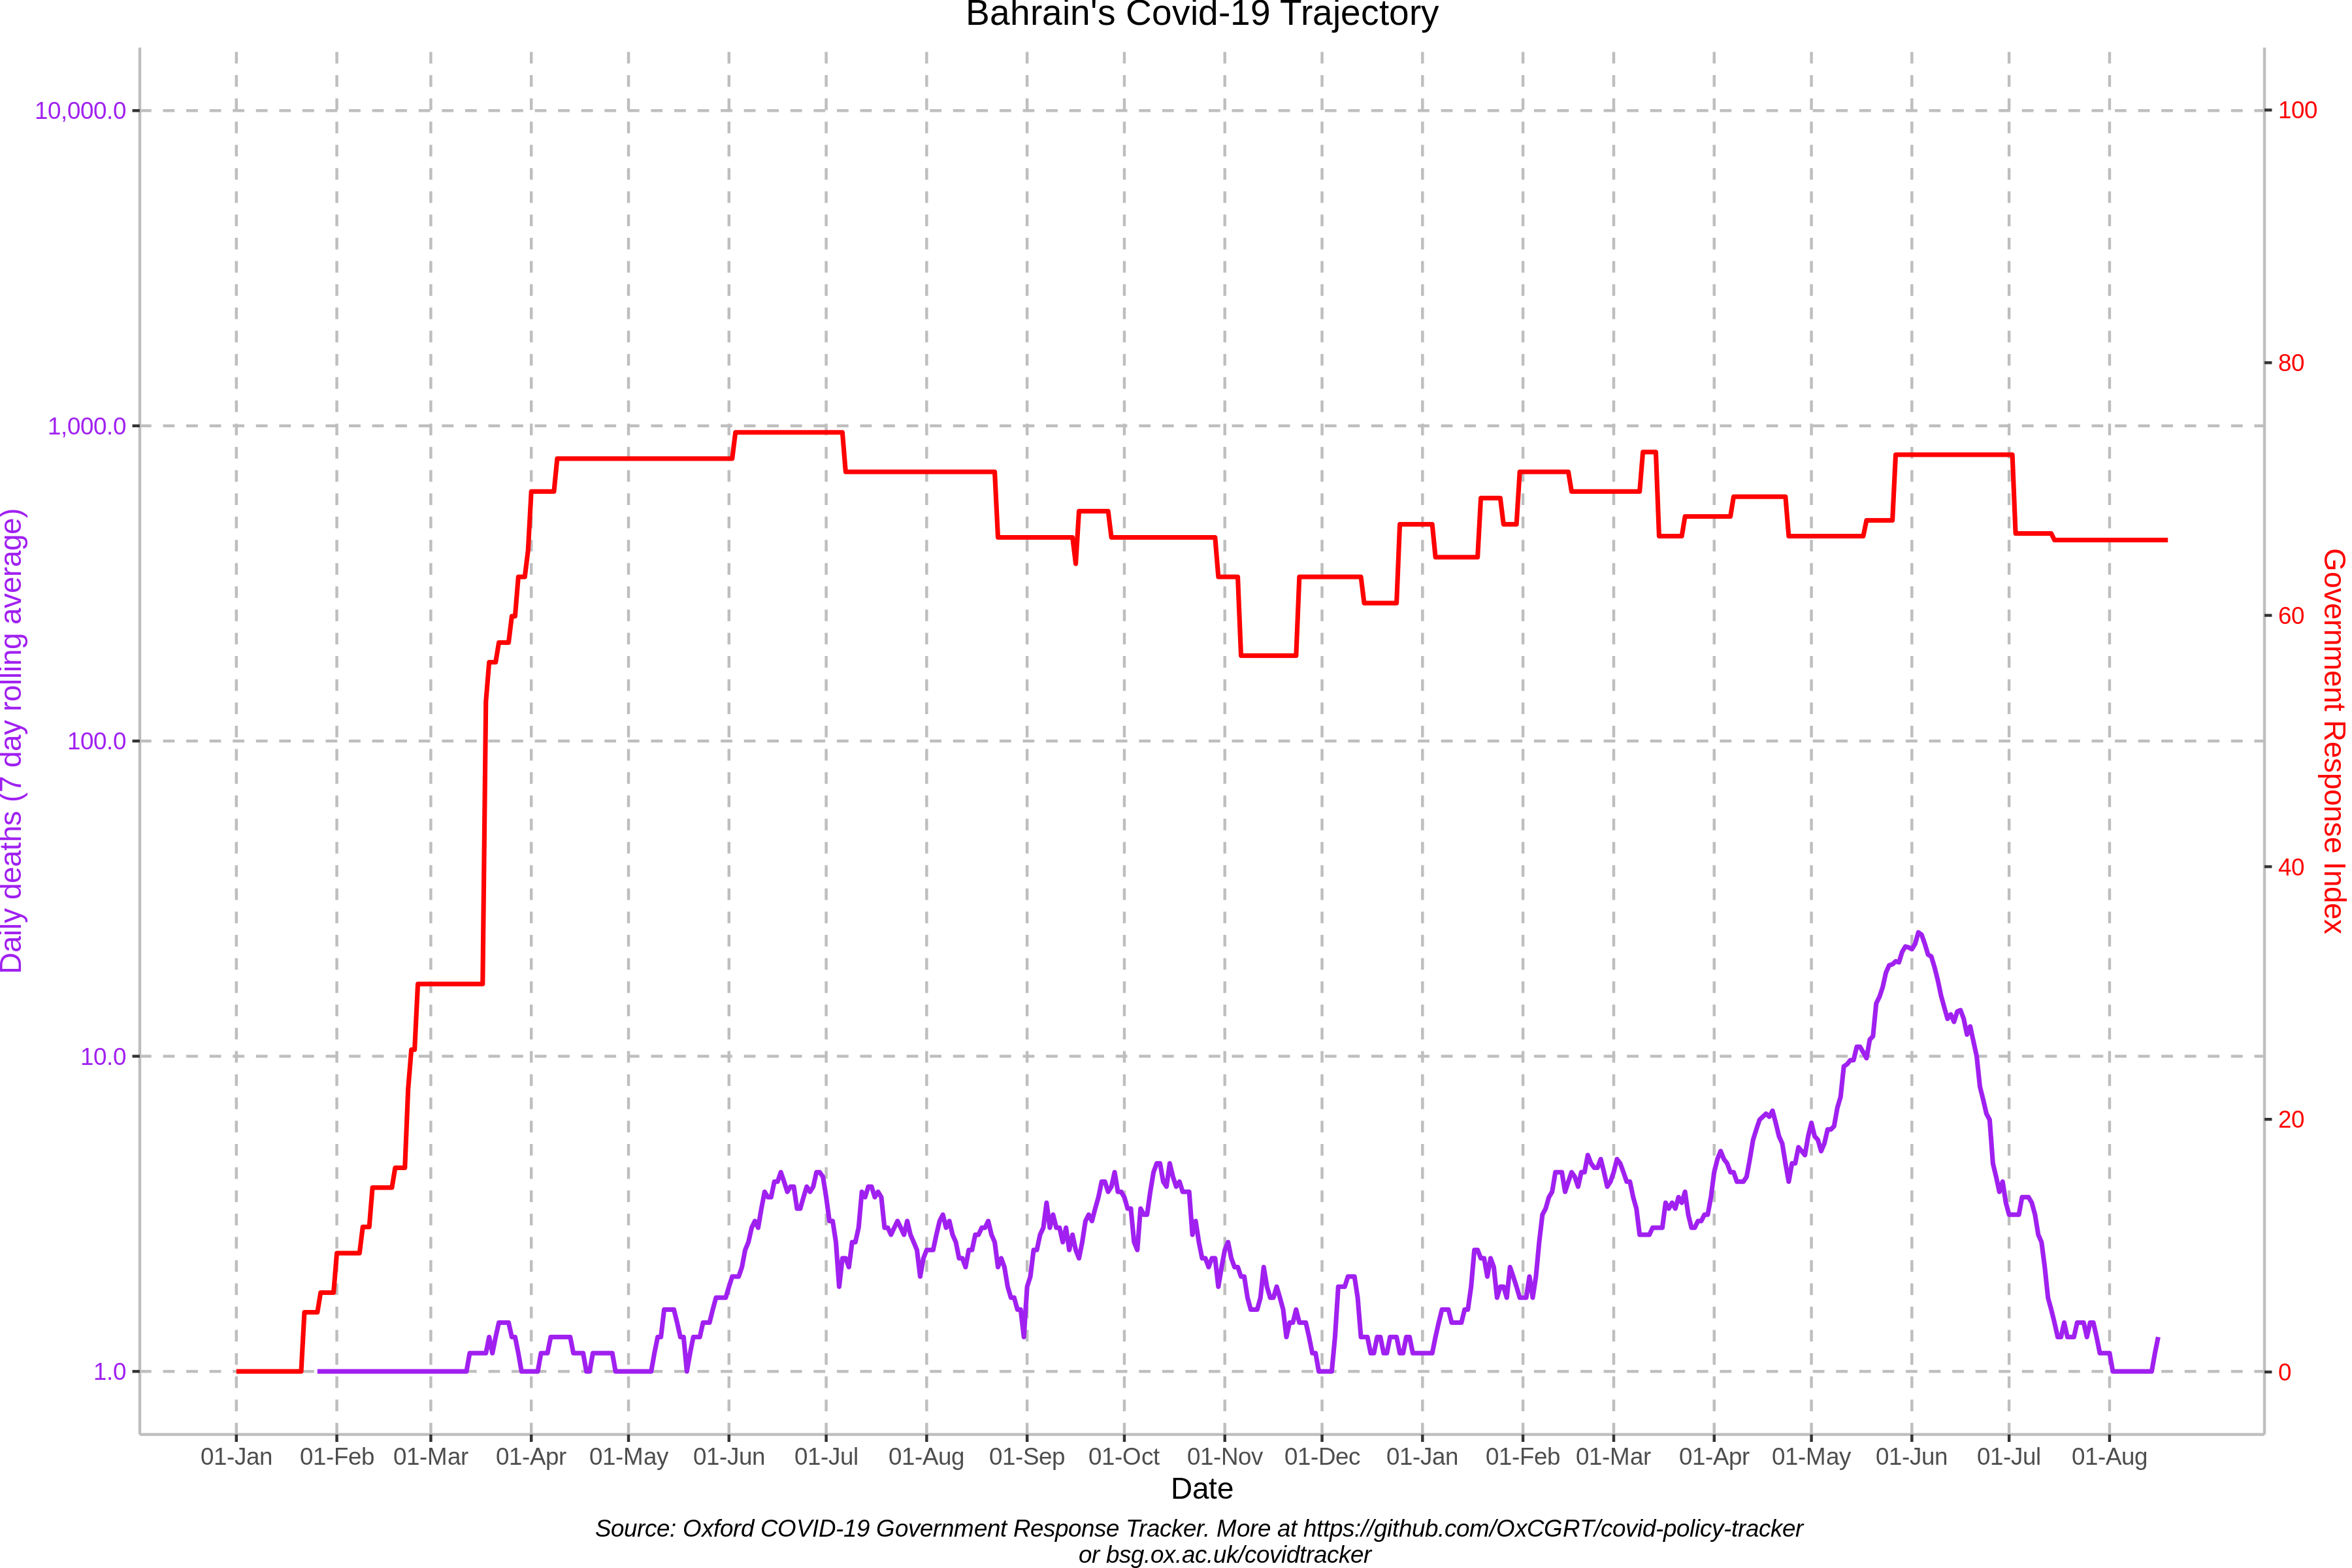 Bahrain's Covid-19 Trajectory
10,000.0
1,000.0
100.0
10.0
1.0
Daily deaths (7 day rolling average)
100
80
60
40
20
0
Government Response Index
01-Jan 01-Feb 01-Mar 01-Apr 01-May 01-Jun 01-Jul 01-Aug 01-Sep 01-Oct 01-Nov 01-Dec 01-Jan 01-Feb 01-Mar 01-Apr 01-May 01-Jun 01-Jul 01-Aug
Date
Source: Oxford COVID-19 Government Response Tracker. More at https://github.com/OxCGRT/covid-policy-tracker
or bsg.ox.ac.uk/covidtracker